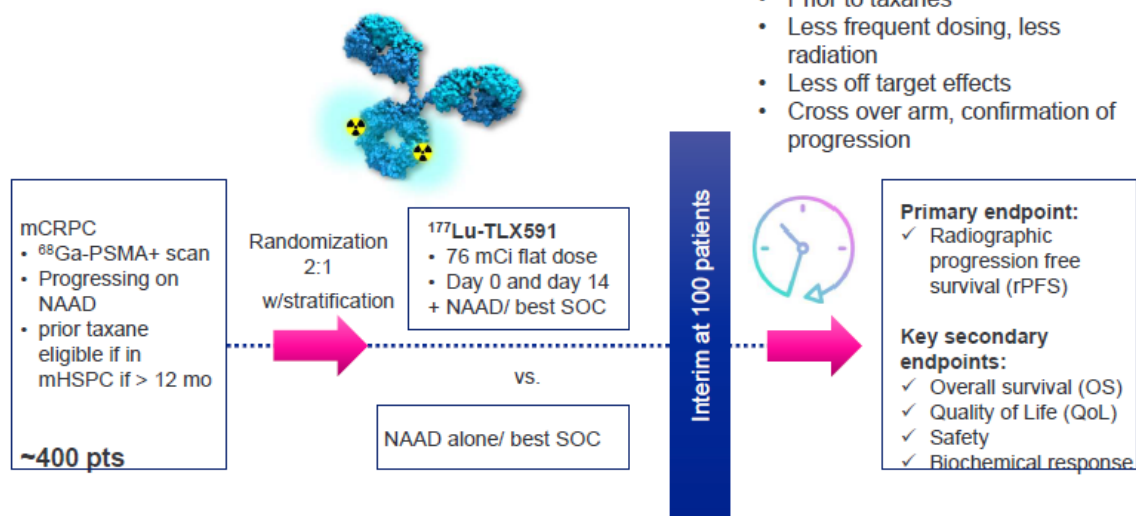 • Prior to taxanes
• Less frequent dosing, less
radiation
• Less off target effects
• Cross over arm, confirmation of
progression
mCRPC
• ⁶⁸Ga-PSMA+ scan
• Progressing on
NAAD
• prior taxane
eligible if in
mHSPC if > 12 mo
~400 pts
Randomization
2:1
w/stratification
¹⁷⁷Lu-TLX591
• 76 mCi flat dose
• Day 0 and day 14
+ NAAD/ best SOC
vs.
NAAD alone/ best SOC
Interim at 100 patients
Primary endpoint:
✓ Radiographic
progression free
survival (rPFS)
Key secondary
endpoints:
✓ Overall survival (OS)
✓ Quality of Life (QoL)
✓ Safety
✓ Biochemical response